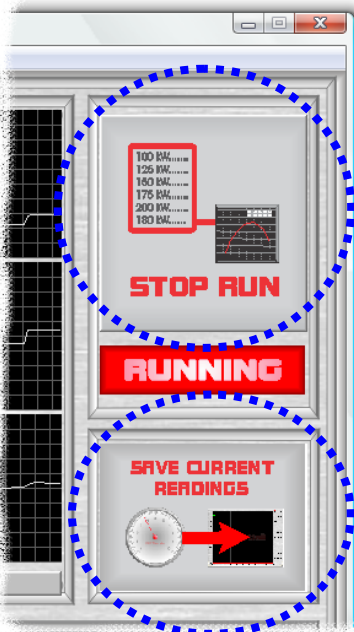 100 kW.......
125 kW.......
150 kW.......
175 kW.......
200 kW.......
180 kW.......
STOP RUN
RUNNING
SAVE CURRENT
READINGS